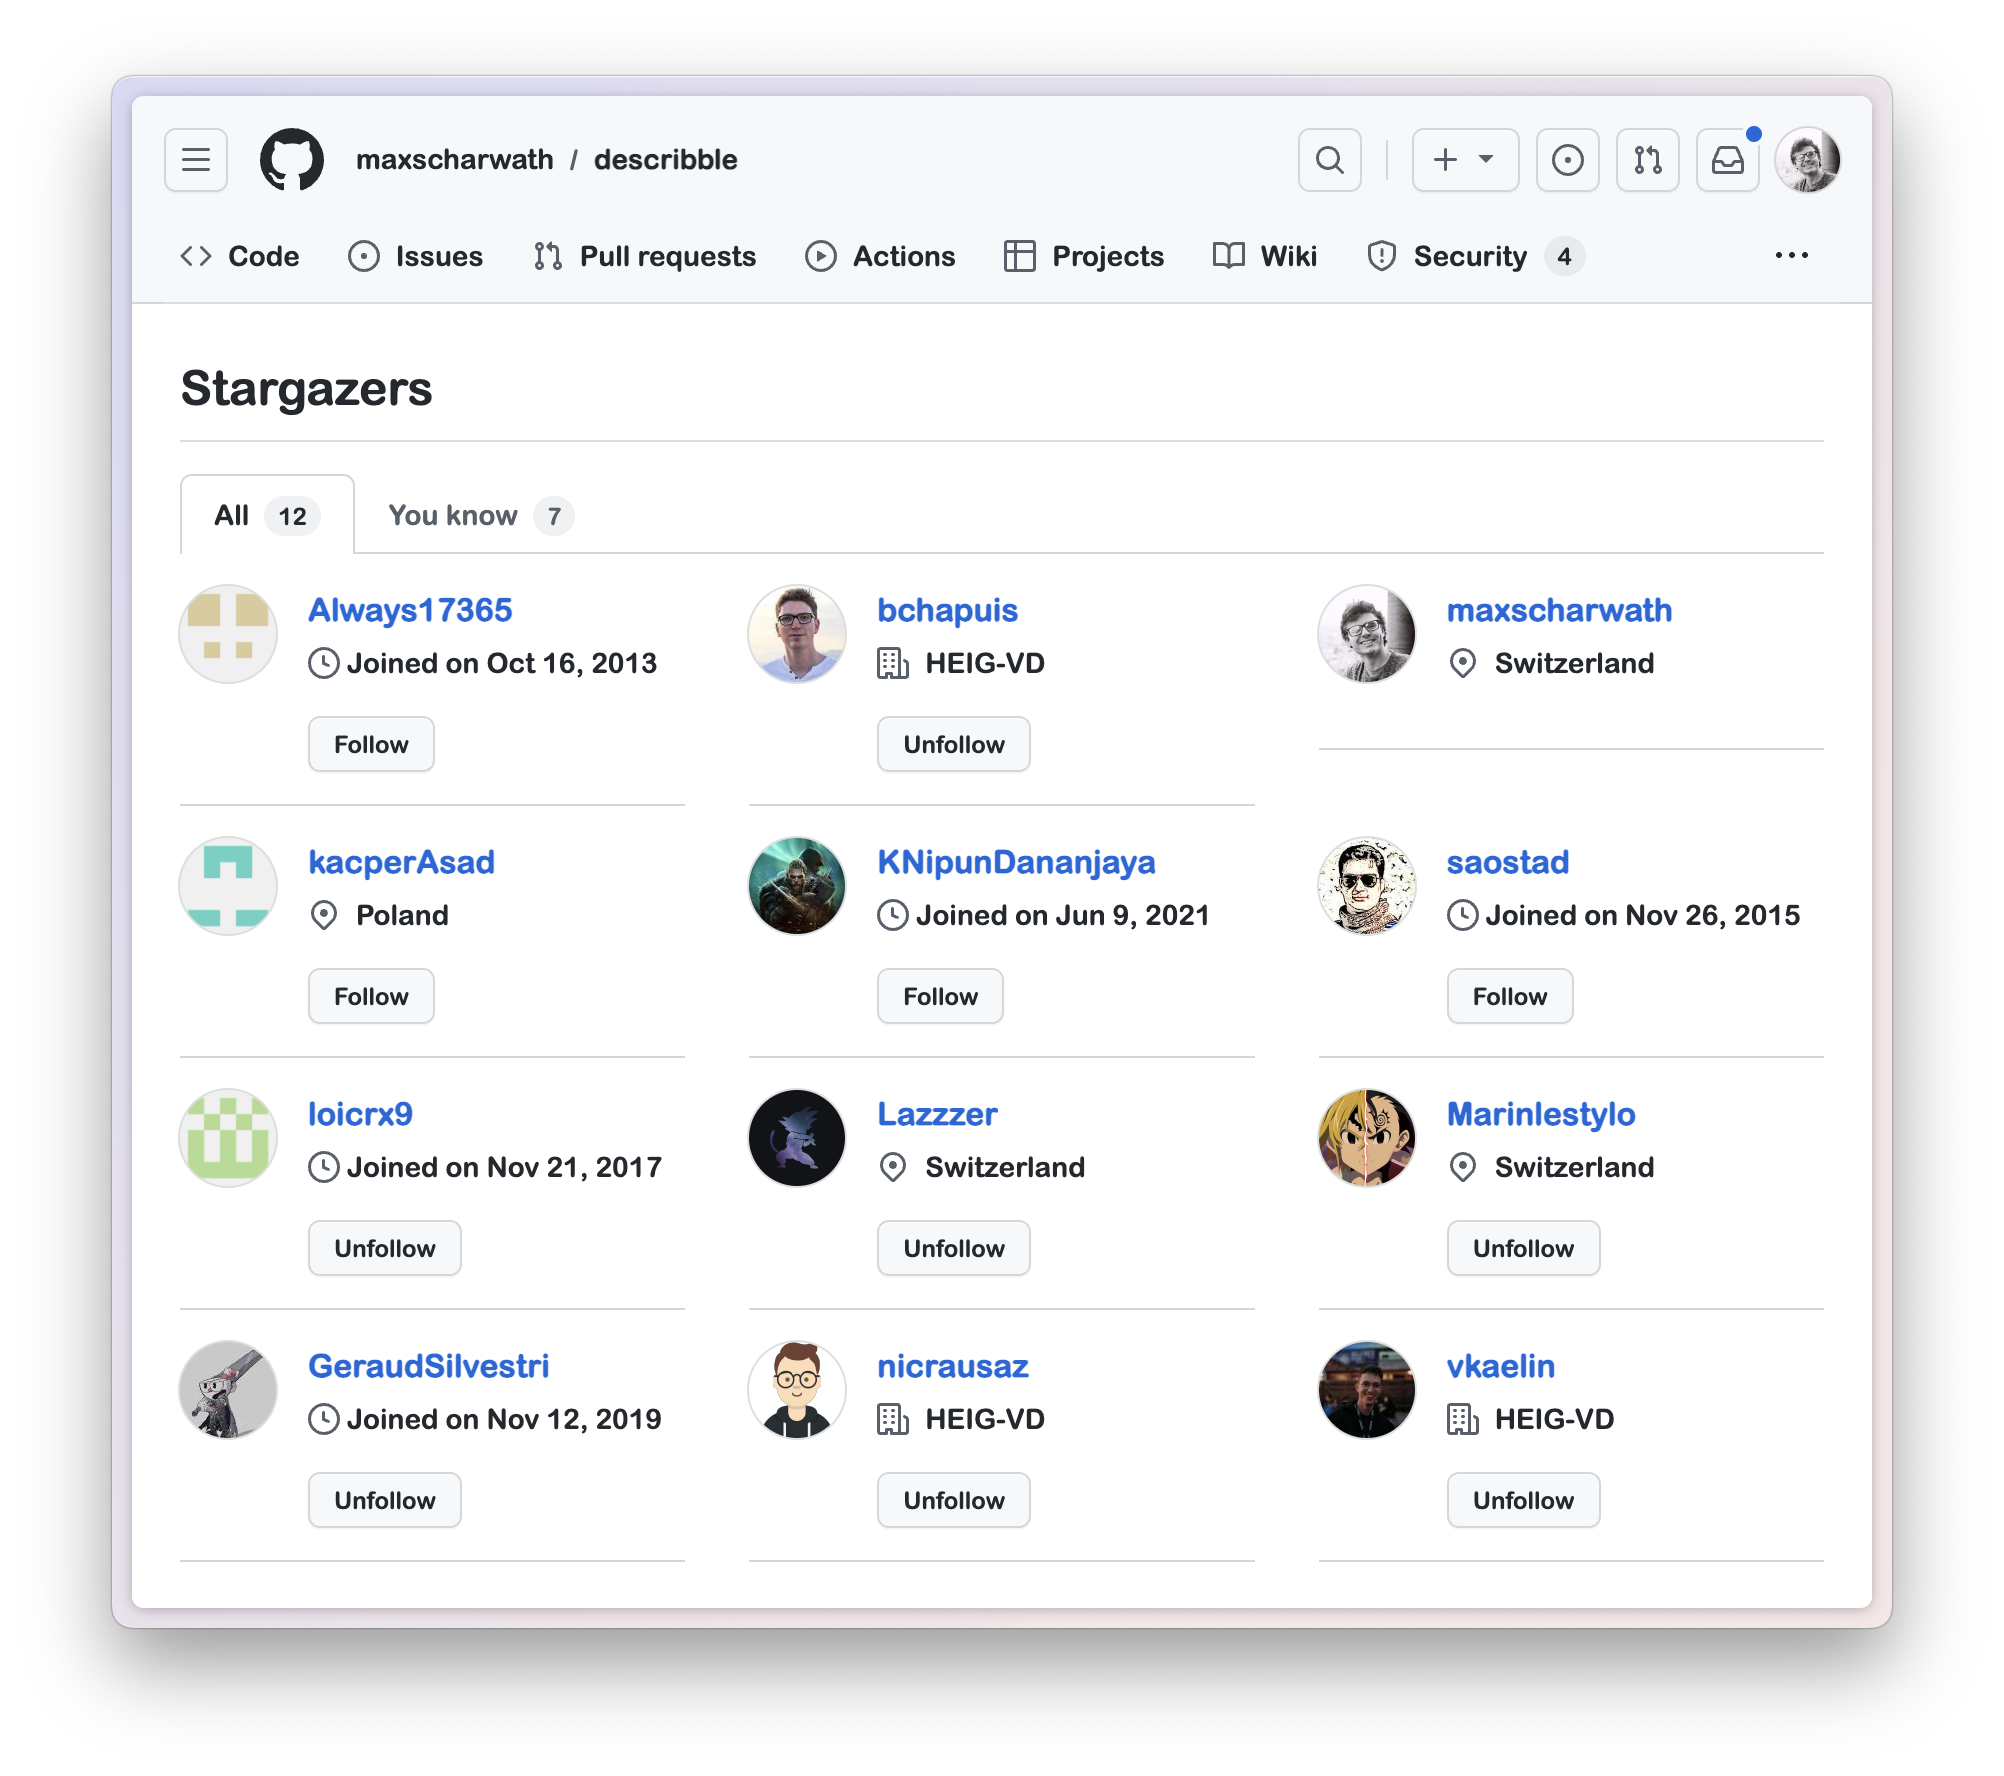 maxscharwath / describble
Code Issues Pull requests Actions Projects Wiki Security 4
Stargazers
All 12 You know 7
Always17365
Joined on Oct 16, 2013
Follow
bchapuis
HEIG-VD
Unfollow
maxscharwath
Switzerland
kacperAsad
Poland
Follow
KNipunDananjaya
Joined on Jun 9, 2021
Follow
saostad
Joined on Nov 26, 2015
Follow
loicrx9
Joined on Nov 21, 2017
Unfollow
Lazzzer
Switzerland
Unfollow
Marinlestylo
Switzerland
Unfollow
GeraudSilvestri
Joined on Nov 12, 2019
Unfollow
nicrausaz
HEIG-VD
Unfollow
vkaelin
HEIG-VD
Unfollow